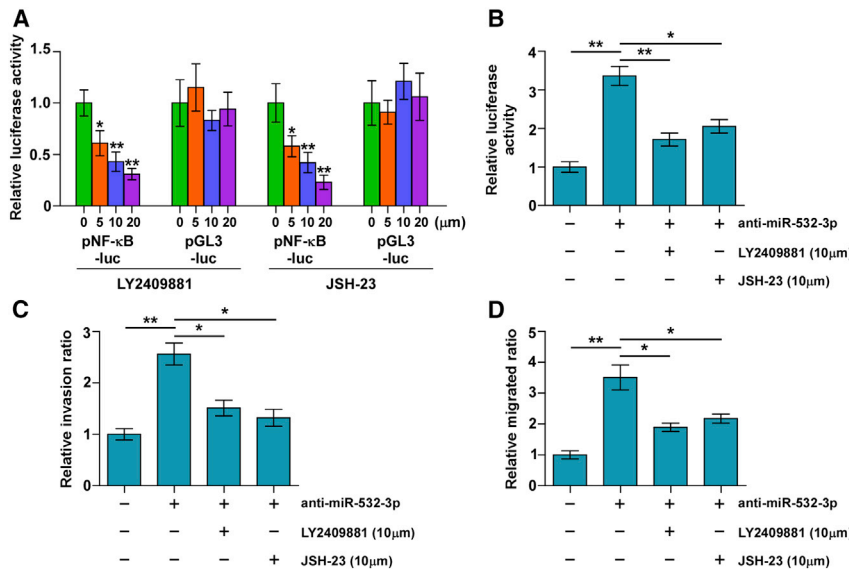 A
Relative luciferase activity
1.5
1.0
0.5
0
*
**
**
*
**
**
0 5 10 20 0 5 10 20 0 5 10 20 0 5 10 20 (μm)
pNF-κB -luc
pGL3 -luc
pNF-κB -luc
pGL3 -luc
LY2409881
JSH-23
B
Relative luciferase activity
4
3
2
1
0
**
**
*
− + + + anti-miR-532-3p
− − + − LY2409881 (10μm)
− − − + JSH-23 (10μm)
C
Relative invasion ratio
3
2
1
0
**
*
*
− + + + anti-miR-532-3p
− − + − LY2409881 (10μm)
− − − + JSH-23 (10μm)
D
Relative migrated ratio
5
4
3
2
1
0
**
*
*
− + + + anti-miR-532-3p
− − + − LY2409881 (10μm)
− − − + JSH-23 (10μm)